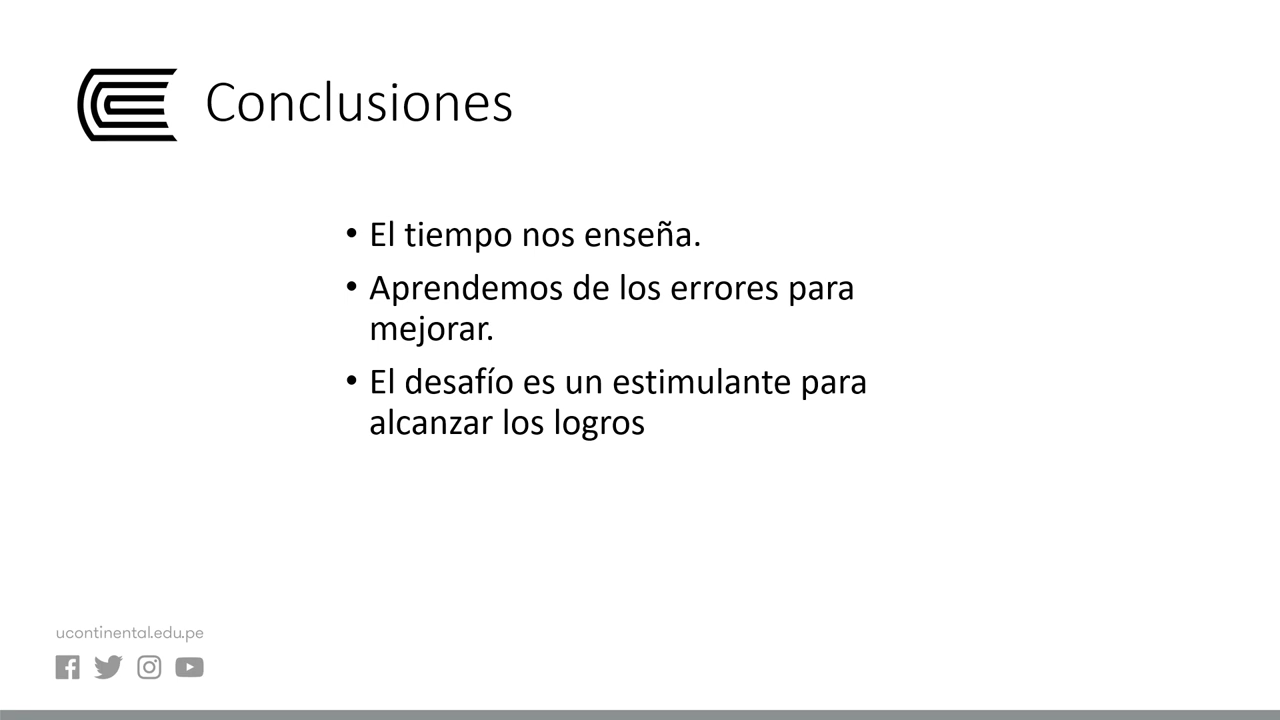 Conclusiones
• El tiempo nos enseña.
• Aprendemos de los errores para
mejorar.
• El desafío es un estimulante para
alcanzar los logros
ucontinental.edu.pe